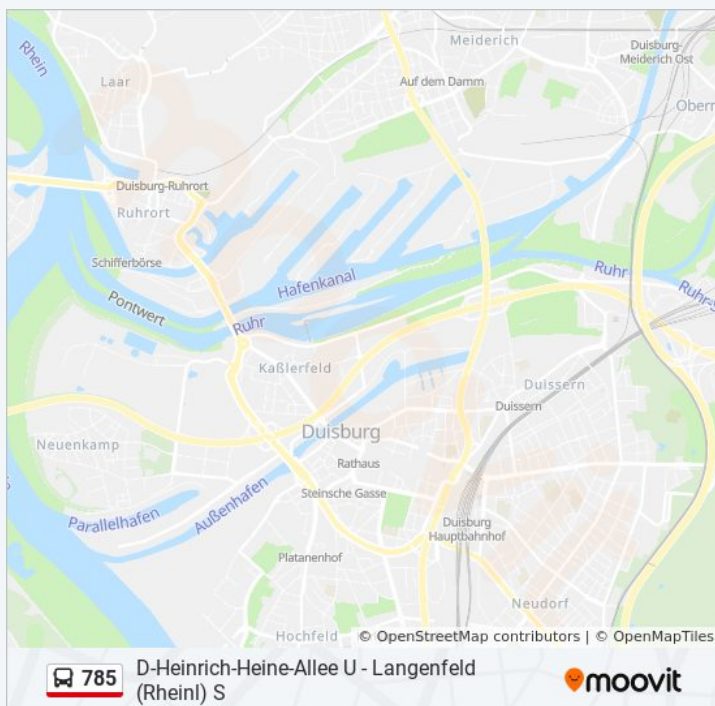 Rhein
Meiderich
Duisburg-
Meiderich Ost
Laar
Auf dem Damm
Duisburg-Ruhrort
Ruhrort
Schifferbörse
Hafenkanal
Ruhr
Pontwert
Ruhr
Kaßlerfeld
Duissern
Duissern
Neuenkamp
Duisburg
Rathaus
Steinsche Gasse
Parallelhafen
Außenhafen
Duisburg
Hauptbahnhof
Platanenhof
Neudorf
Hochfeld
© OpenStreetMap contributors | © OpenMapTiles
785
D-Heinrich-Heine-Allee U - Langenfeld
(Rheinl) S
moovit